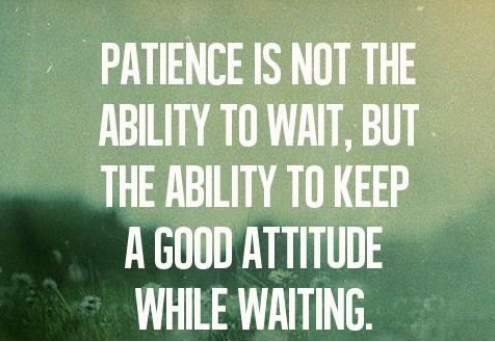 PATIENCE IS NOT THE
ABILITY TO WAIT, BUT
THE ABILITY TO KEEP
A GOOD ATTITUDE
WHILE WAITING.